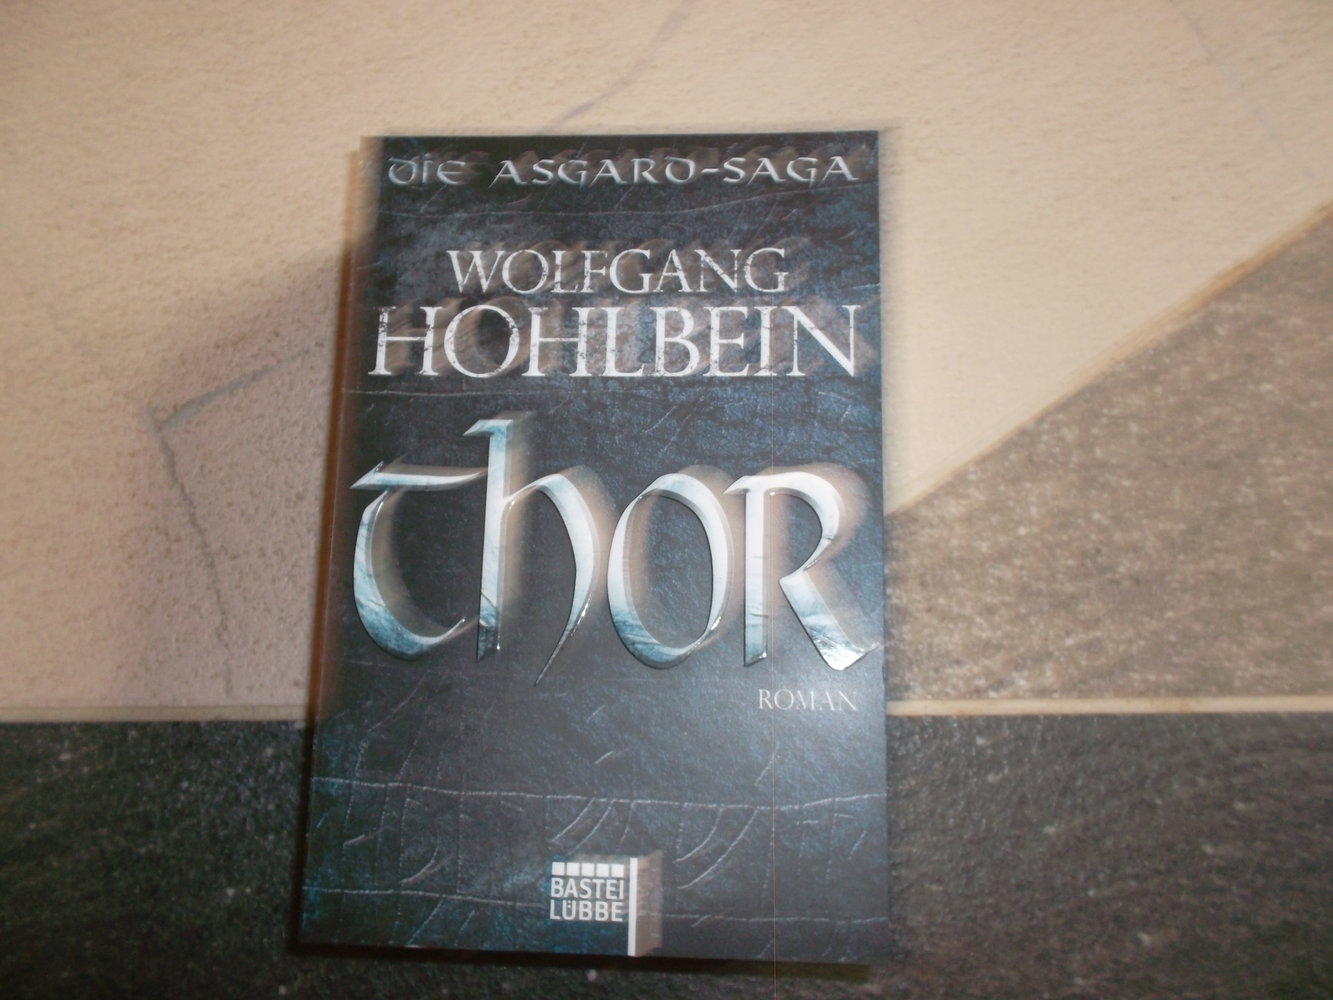 DIE ASGARD-SAGA
WOLFGANG
HOHLBEIN
THOR
ROMAN
BASTEI
LÜBBE